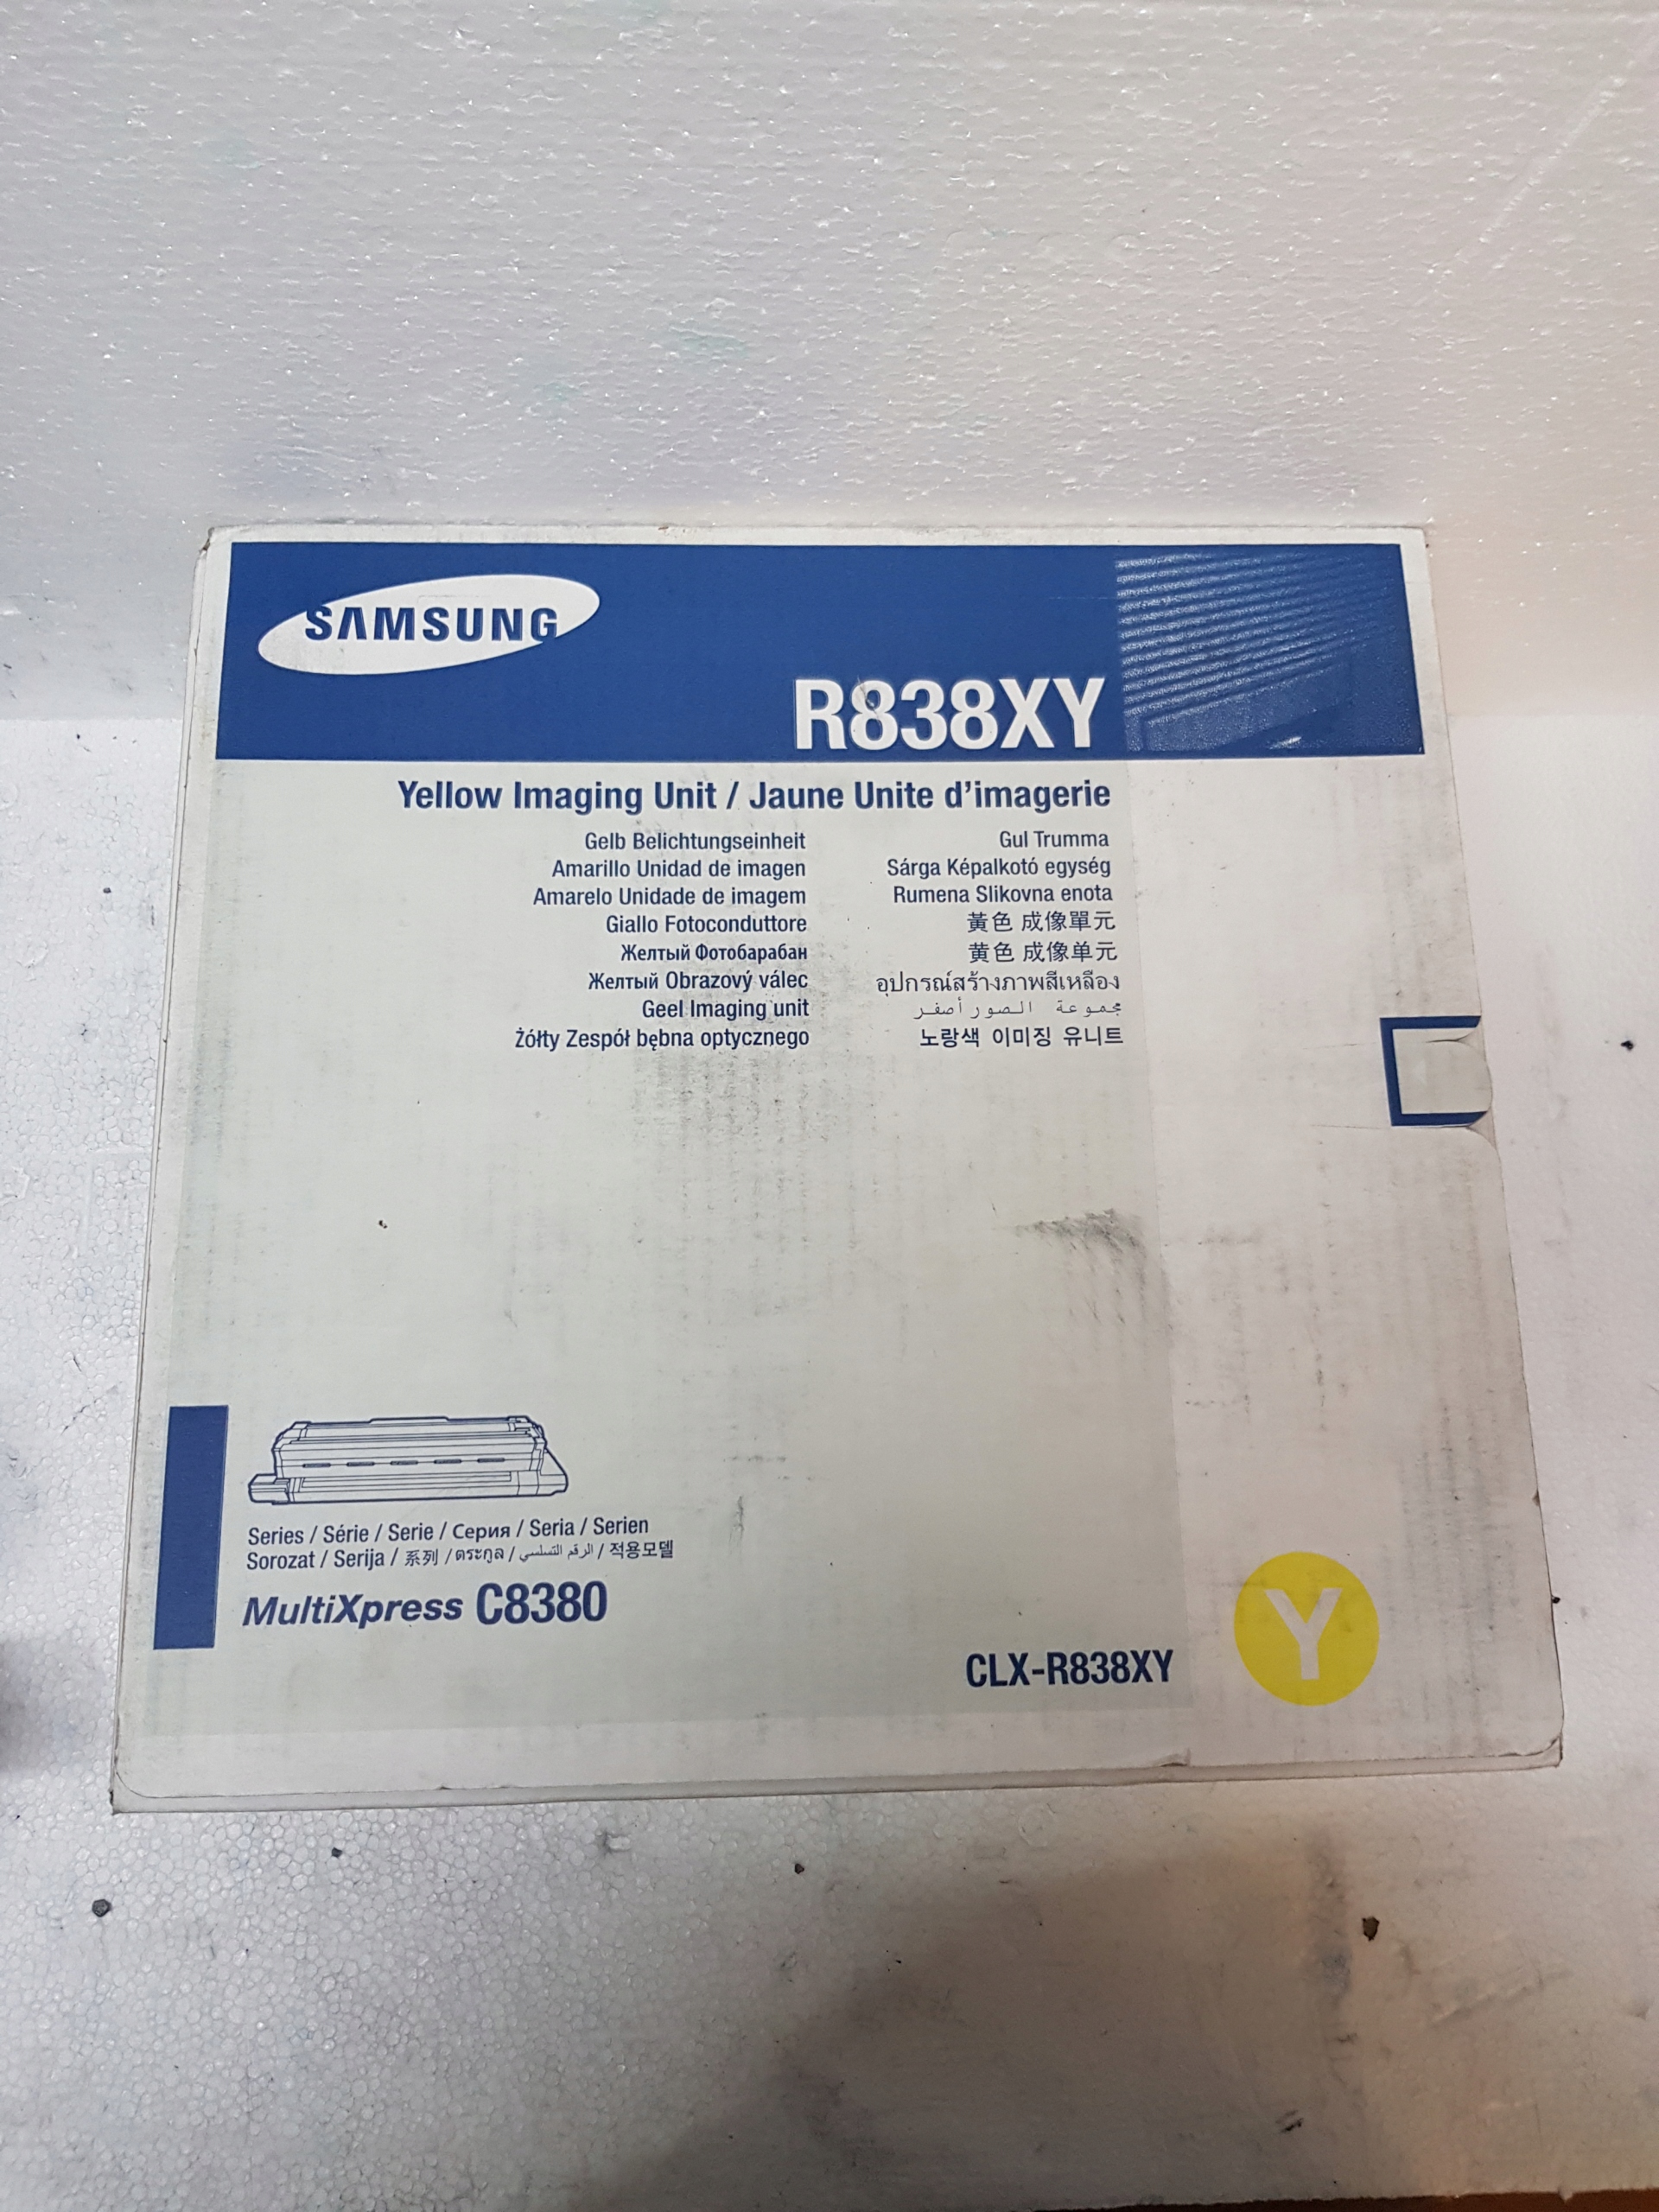 SAMSUNG
R838XY
Yellow Imaging Unit / Jaune Unite d'imagerie
Gelb Belichtungseinheit
Amarillo Unidad de imagen
Amarelo Unidade de imagem
Giallo Fotoconduttore
Желтый Фотобарабан
Желтый Obrazový válec
Geel Imaging unit
Żółty Zespół bębna optycznego
Gul Trumma
Sárga Képalkotó egység
Rumena Slikovna enota
黃色 成像單元
黄色 成像单元
อุปกรณ์สร้างภาพสีเหลือง
مجموعة الصور أصفر
노랑색 이미징 유니트
Series / Série / Serie / Серия / Seria / Serien
Sorozat / Serija / 系列 / ตระกูล / الرقم التسلسي / 적용모델
MultiXpress C8380
CLX-R838XY
Y